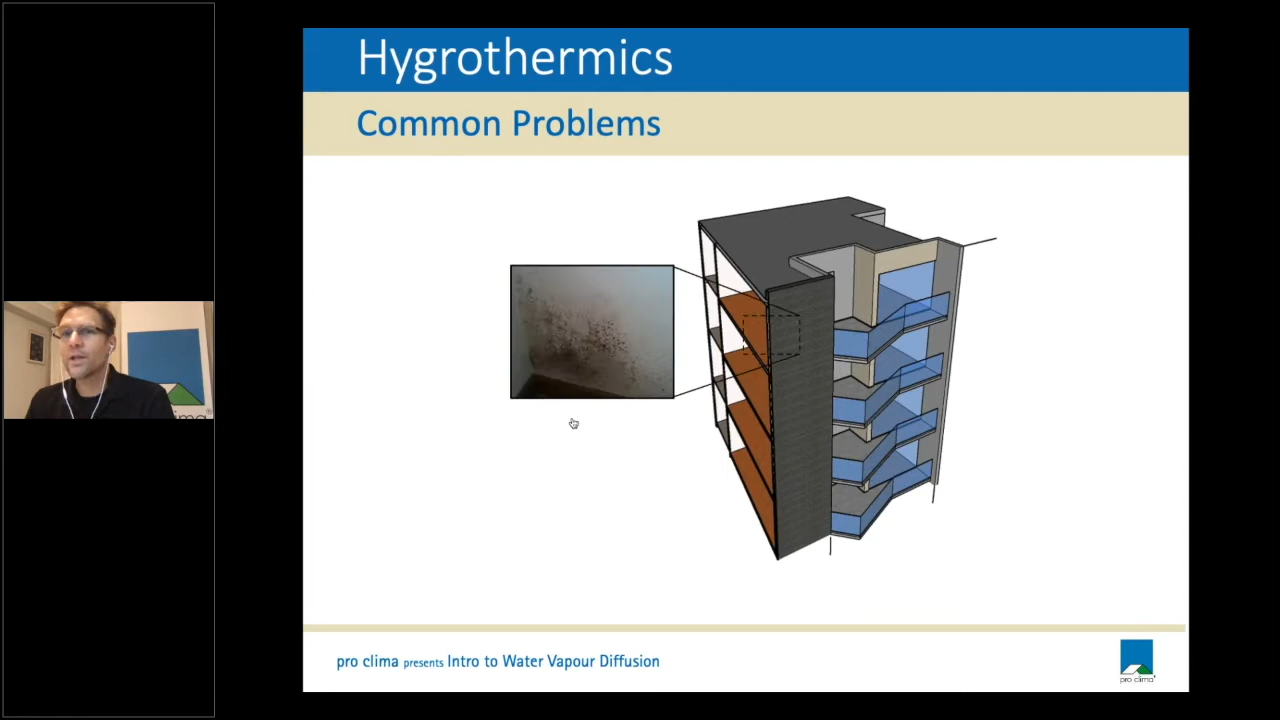 Hygrothermics
Common Problems
pro clima presents Intro to Water Vapour Diffusion
pro clima